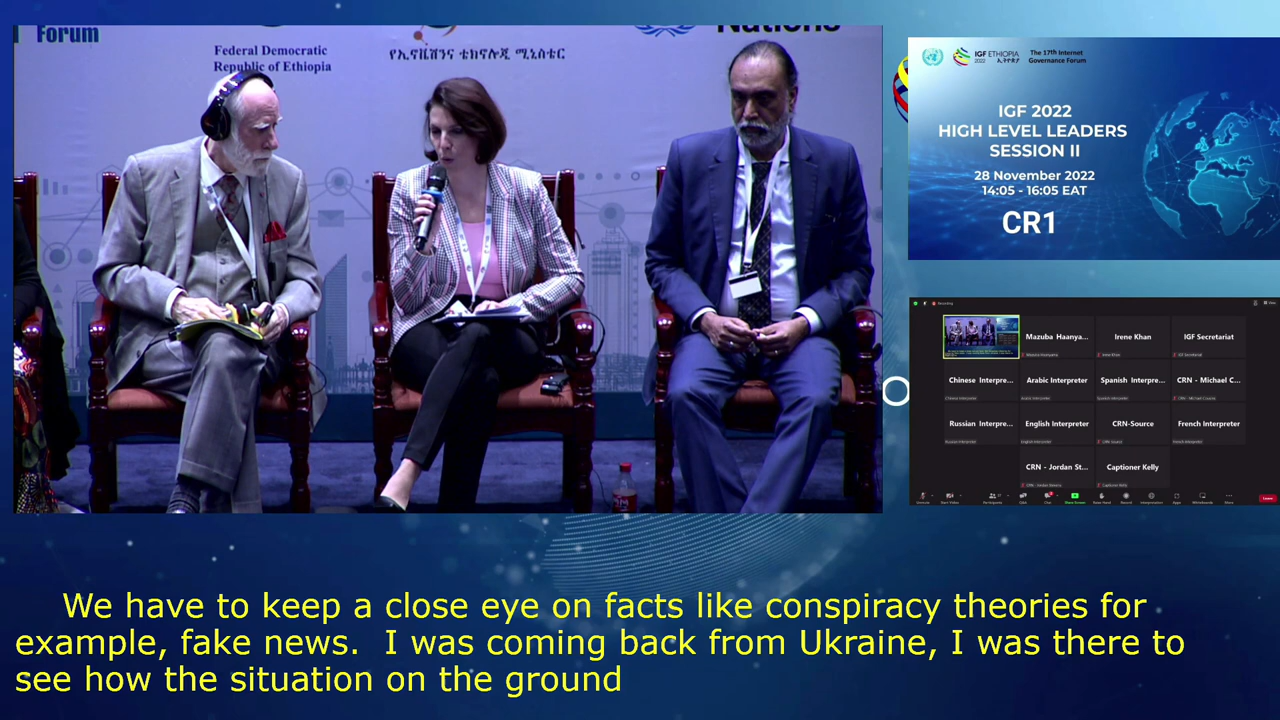 Forum
Federal Democratic
Republic of Ethiopia
የኢኖቬሽንና ቴክኖሎጂ ሚኒስቴር
Nations
IGF ETHIOPIA
2022 ኢትዮጵያ
The 17th Internet
Governance Forum
IGF 2022
HIGH LEVEL LEADERS
SESSION II
28 November 2022
14:05 - 16:05 EAT
CR1
Mazuba Haanya...
Irene Khan
IGF Secretariat
Chinese Interpre...
Arabic Interpreter
Spanish Interpre...
CRN - Michael C...
Russian Interpre...
English Interpreter
CRN-Source
French Interpreter
CRN - Jordan St...
Captioner Kelly
We have to keep a close eye on facts like conspiracy theories for
example, fake news. I was coming back from Ukraine, I was there to
see how the situation on the ground